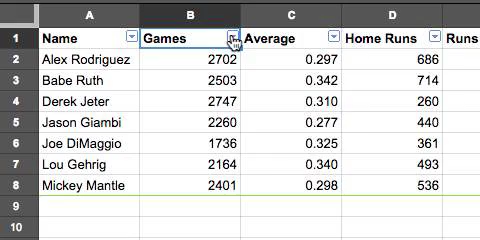 A B C D
1 Name Games Average Home Runs Runs
2 Alex Rodriguez 2702 0.297 686
3 Babe Ruth 2503 0.342 714
4 Derek Jeter 2747 0.310 260
5 Jason Giambi 2260 0.277 440
6 Joe DiMaggio 1736 0.325 361
7 Lou Gehrig 2164 0.340 493
8 Mickey Mantle 2401 0.298 536
9
10